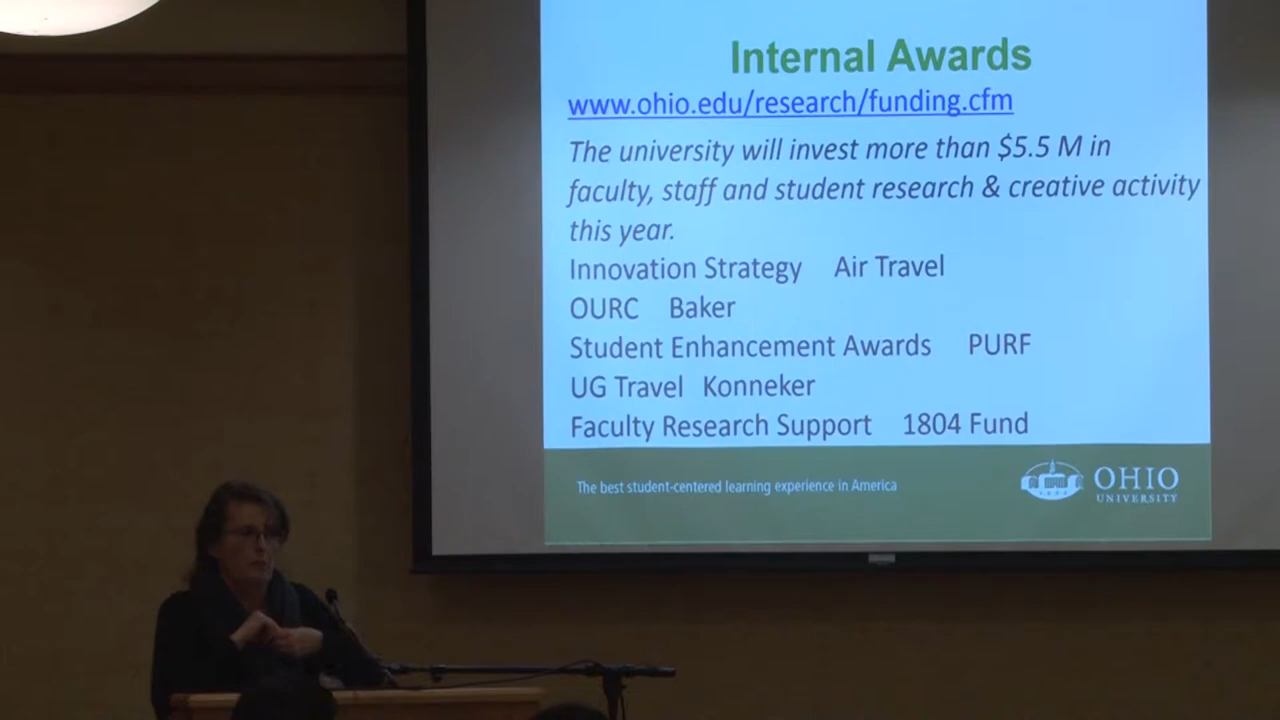 Internal Awards
www.ohio.edu/research/funding.cfm
The university will invest more than $5.5 M in
faculty, staff and student research & creative activity
this year.
Innovation Strategy Air Travel
OURC Baker
Student Enhancement Awards PURF
UG Travel Konneker
Faculty Research Support 1804 Fund
The best student-centered learning experience in America
OHIO
UNIVERSITY